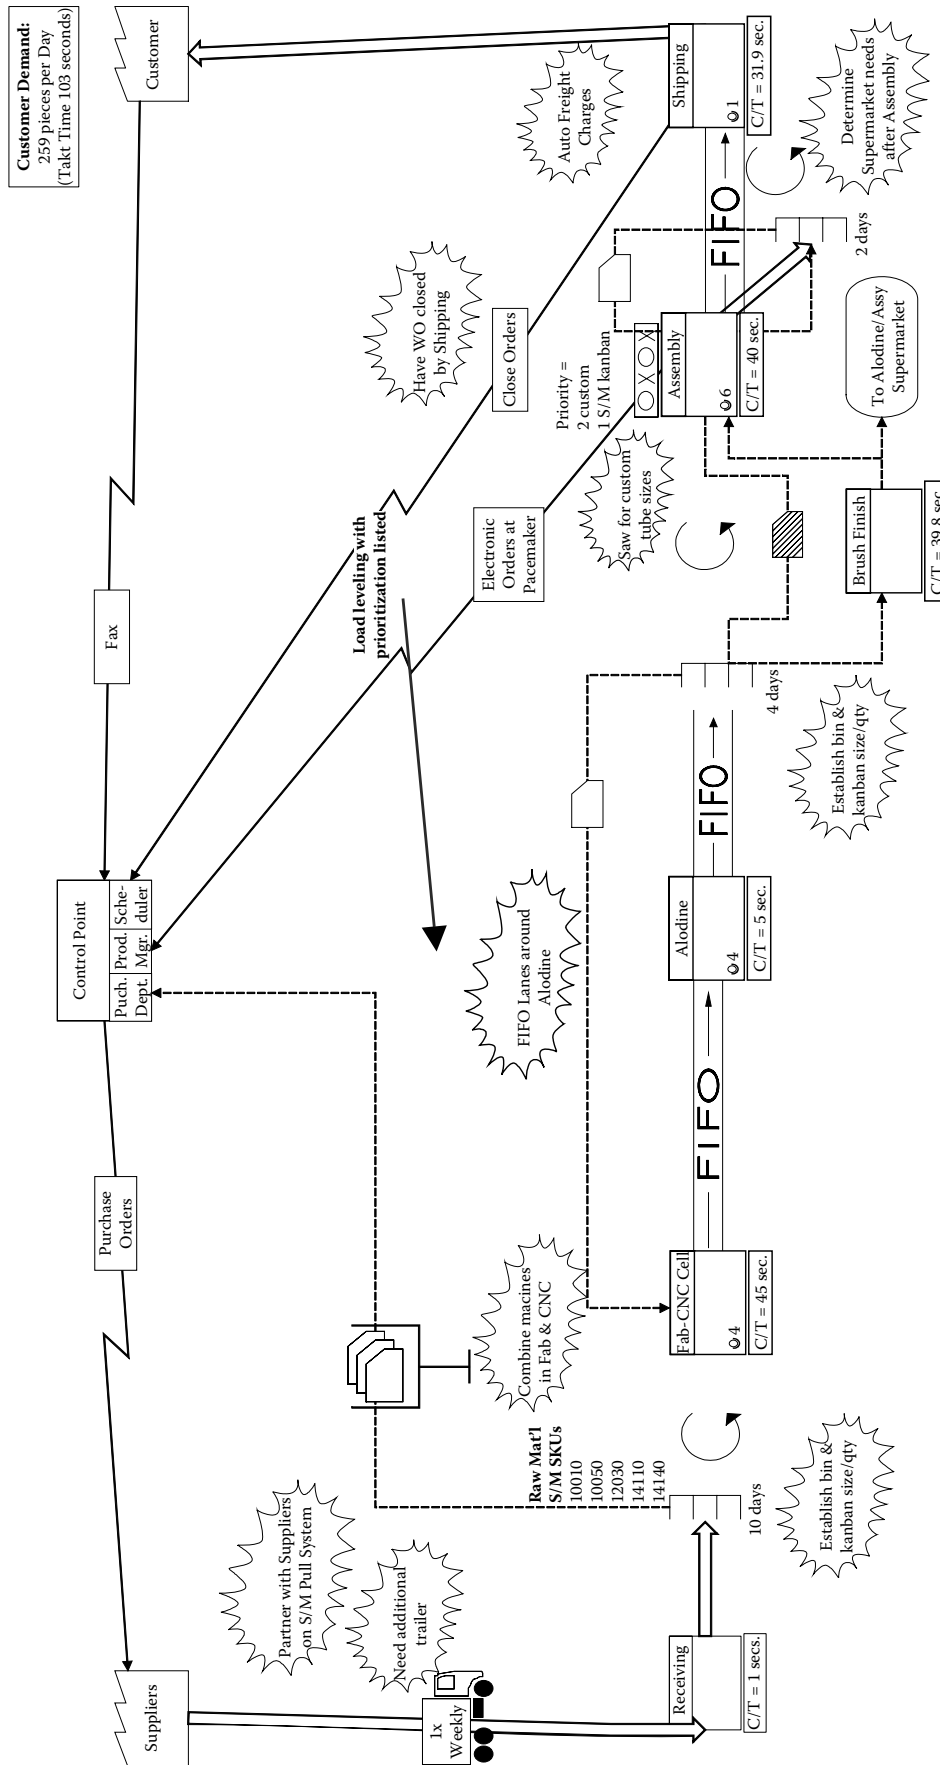 Customer Demand:
259 pieces per Day
(Takt Time 103 seconds)
Suppliers
Purchase
Orders
Control Point
Puch.
Dept.
Prod.
Mgr.
Sche-
duler
Fax
Customer
Partner with Suppliers
on S/M Pull System
Need additional
trailer
1x
Weekly
Load leveling with
prioritization listed
Have WO closed
by Shipping
Close Orders
Electronic
Orders at
Pacemaker
Auto Freight
Charges
Raw Mat'l
S/M SKUs
10010
10050
12030
14110
14140
Combine macines
in Fab & CNC
FIFO Lanes around
Alodine
Saw for custom
tube sizes
Priority =
2 custom
1 S/M kanban
O X O X
Receiving
C/T = 1 secs.
10 days
Establish bin &
kanban size/qty
Fab-CNC Cell
4
C/T = 45 sec.
FIFO
Alodine
4
C/T = 5 sec.
FIFO
4 days
Establish bin &
kanban size/qty
Brush Finish
C/T = 39.8 sec.
Assembly
6
C/T = 40 sec.
To Alodine/Assy
Supermarket
FIFO
2 days
Shipping
1
C/T = 31.9 sec.
Determine
Supermarket needs
after Assembly